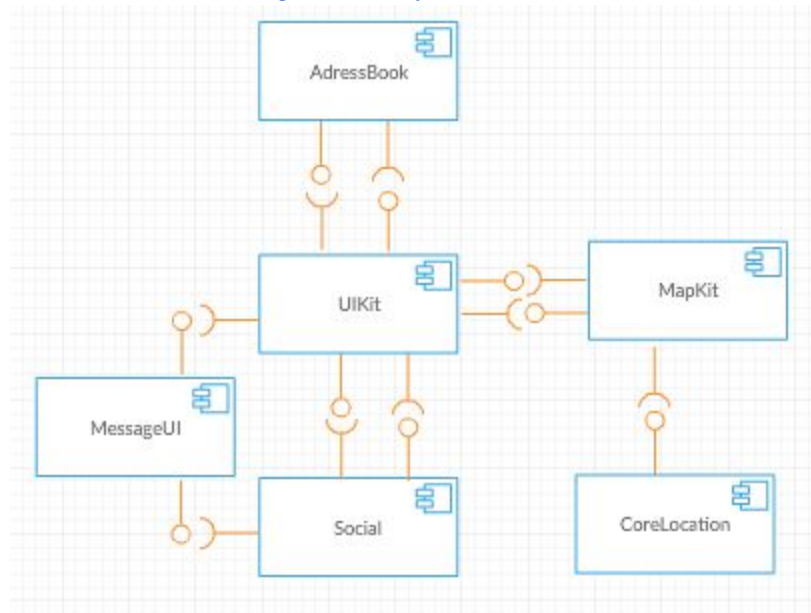 AdressBook
UIKit
MapKit
MessageUI
Social
CoreLocation